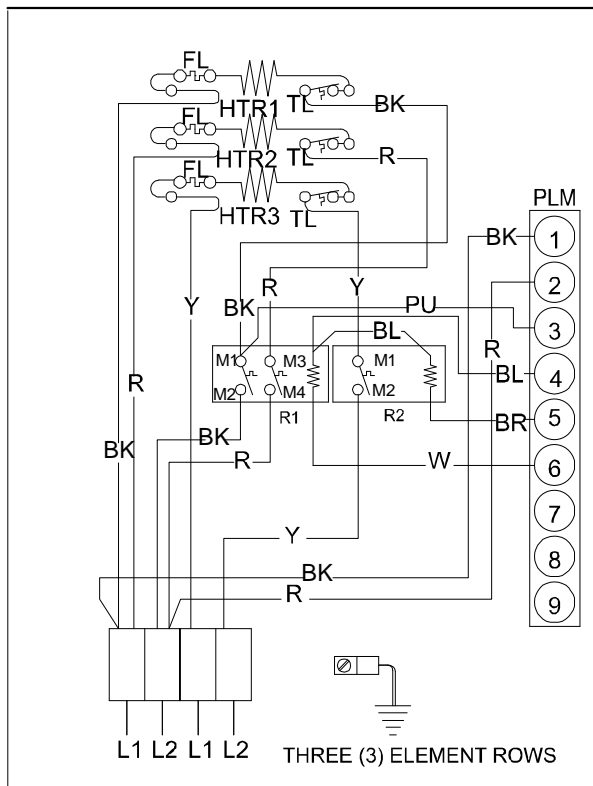 FL
HTR1 TL BK
FL
HTR2 TL R
FL
HTR3 TL
PLM
BK 1
2
Y BK R Y PU 3
BL R
M1 M3 M1 BL 4
R M2 M4 M2
R1 R2 BR 5
BK
BK R W 6
7
Y
BK 8
R 9
L1 L2 L1 L2
THREE (3) ELEMENT ROWS